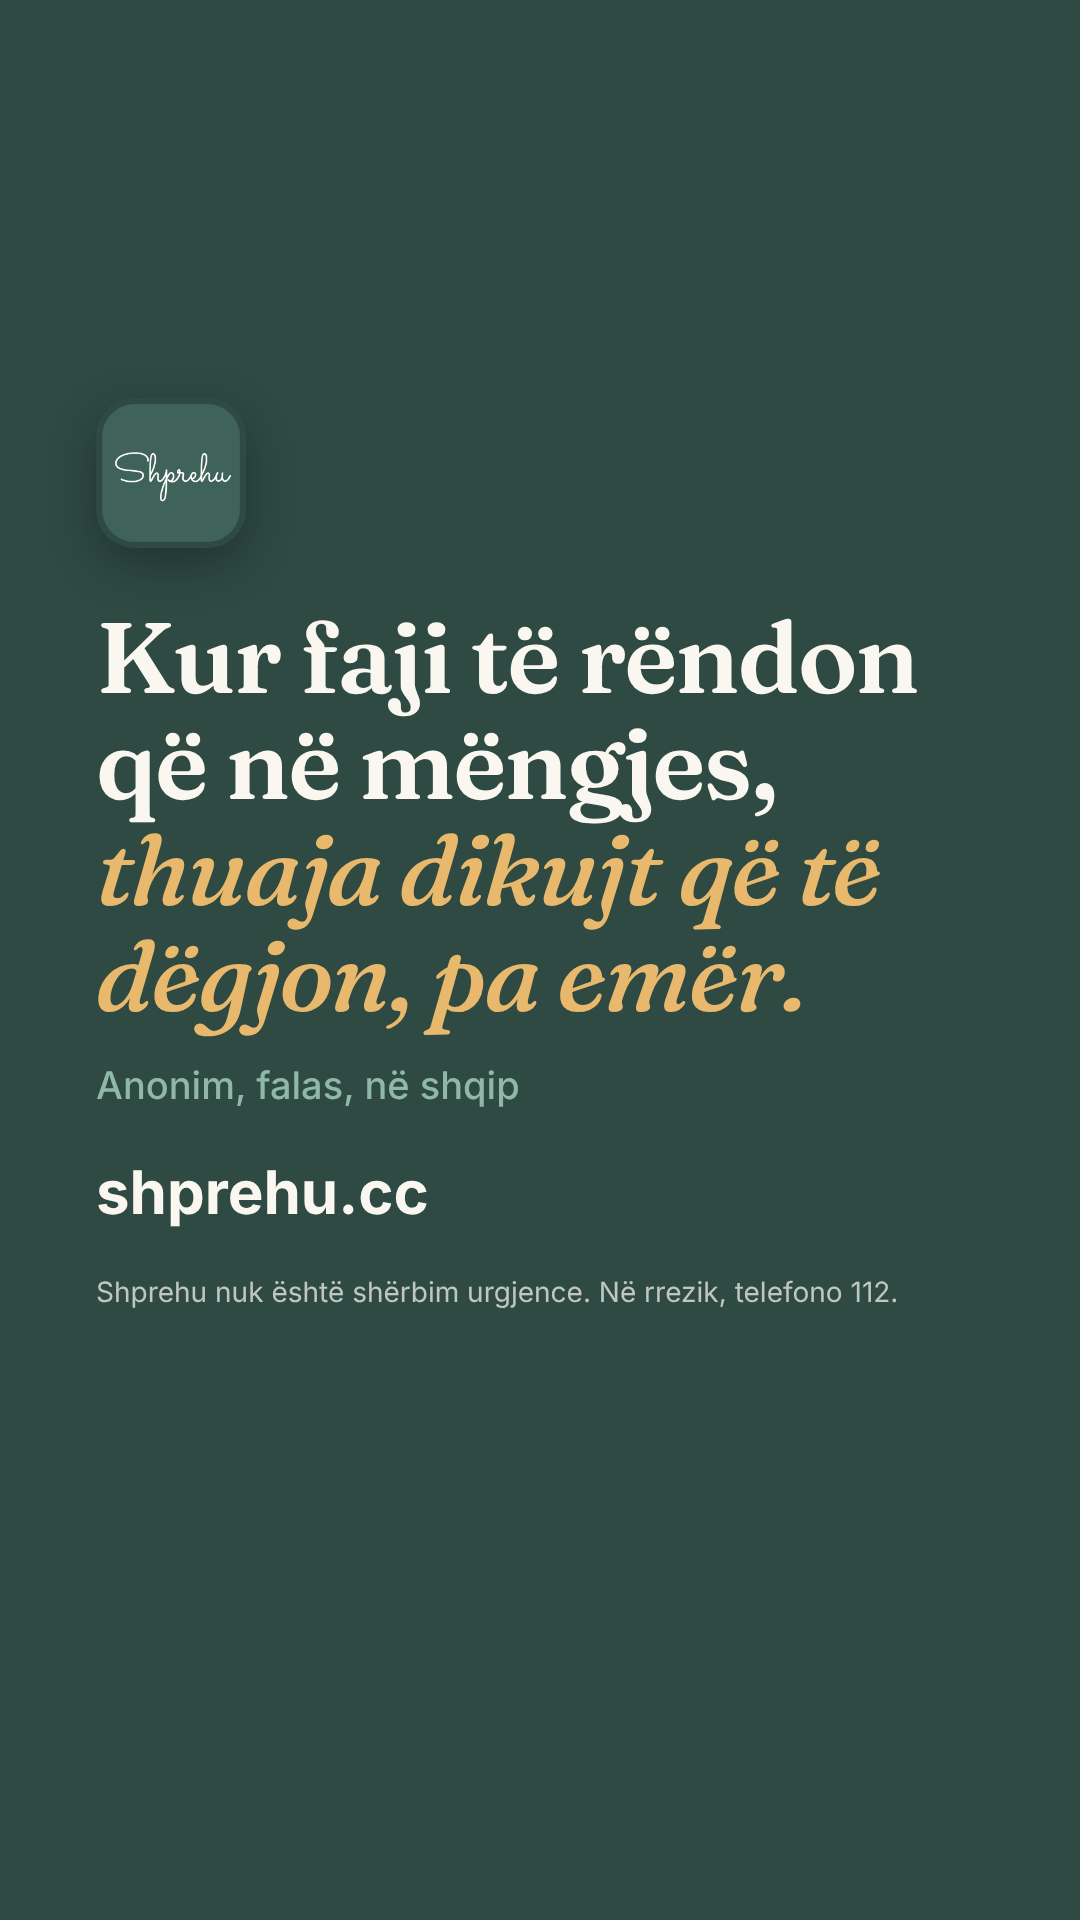 Shprehu
Kur faji të rëndon
që në mëngjes,
thuaja dikujt që të
dëgjon, pa emër.
Anonim, falas, në shqip
shprehu.cc
Shprehu nuk është shërbim urgjence. Në rrezik, telefono 112.